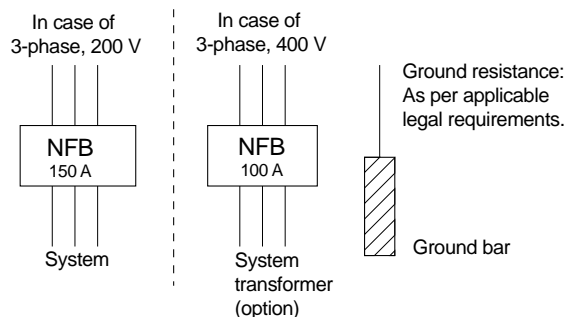 In case of
3-phase, 200 V
NFB
150 A
System
In case of
3-phase, 400 V
NFB
100 A
System
transformer
(option)
Ground resistance:
As per applicable
legal requirements.
Ground bar